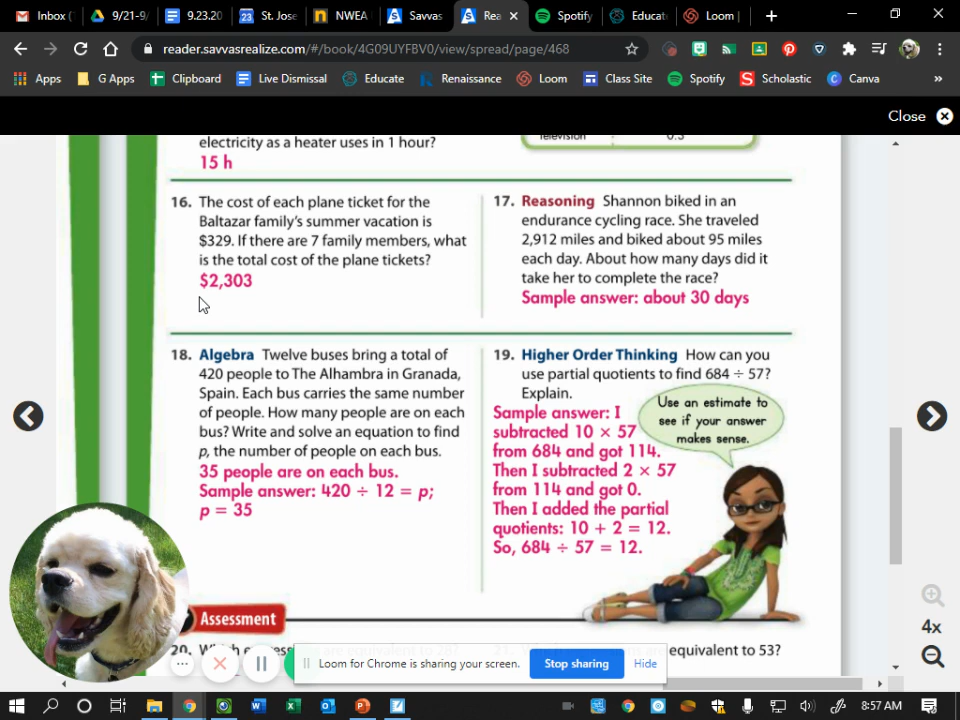 Inbox (
9/21-9/
9.23.20
St. Jose
NWEA
Savvas
Rea
Spotify
Educat
Loom |
reader.savvasrealize.com/#/book/4G09UYFBV0/view/spread/page/468
Apps
G Apps
Clipboard
Live Dismissal
Educate
Renaissance
Loom
Class Site
Spotify
Scholastic
Canva
»
Close
electricity as a heater uses in 1 hour?
15 h
Television
0.3
16. The cost of each plane ticket for the
Baltazar family's summer vacation is
$329. If there are 7 family members, what
is the total cost of the plane tickets?
$2,303
17. Reasoning Shannon biked in an
endurance cycling race. She traveled
2,912 miles and biked about 95 miles
each day. About how many days did it
take her to complete the race?
Sample answer: about 30 days
18. Algebra Twelve buses bring a total of
420 people to The Alhambra in Granada,
Spain. Each bus carries the same number
of people. How many people are on each
bus? Write and solve an equation to find
p, the number of people on each bus.
35 people are on each bus.
Sample answer: 420 ÷ 12 = p;
p = 35
19. Higher Order Thinking How can you
use partial quotients to find 684 ÷ 57?
Explain.
Sample answer: I
subtracted 10 × 57
from 684 and got 114.
Then I subtracted 2 × 57
from 114 and got 0.
Then I added the partial
quotients: 10 + 2 = 12.
So, 684 ÷ 57 = 12.
Use an estimate to
see if your answer
makes sense.
Assessment
20.
are equivalent to 53?
Loom for Chrome is sharing your screen.
Stop sharing
Hide
4x
8:57 AM